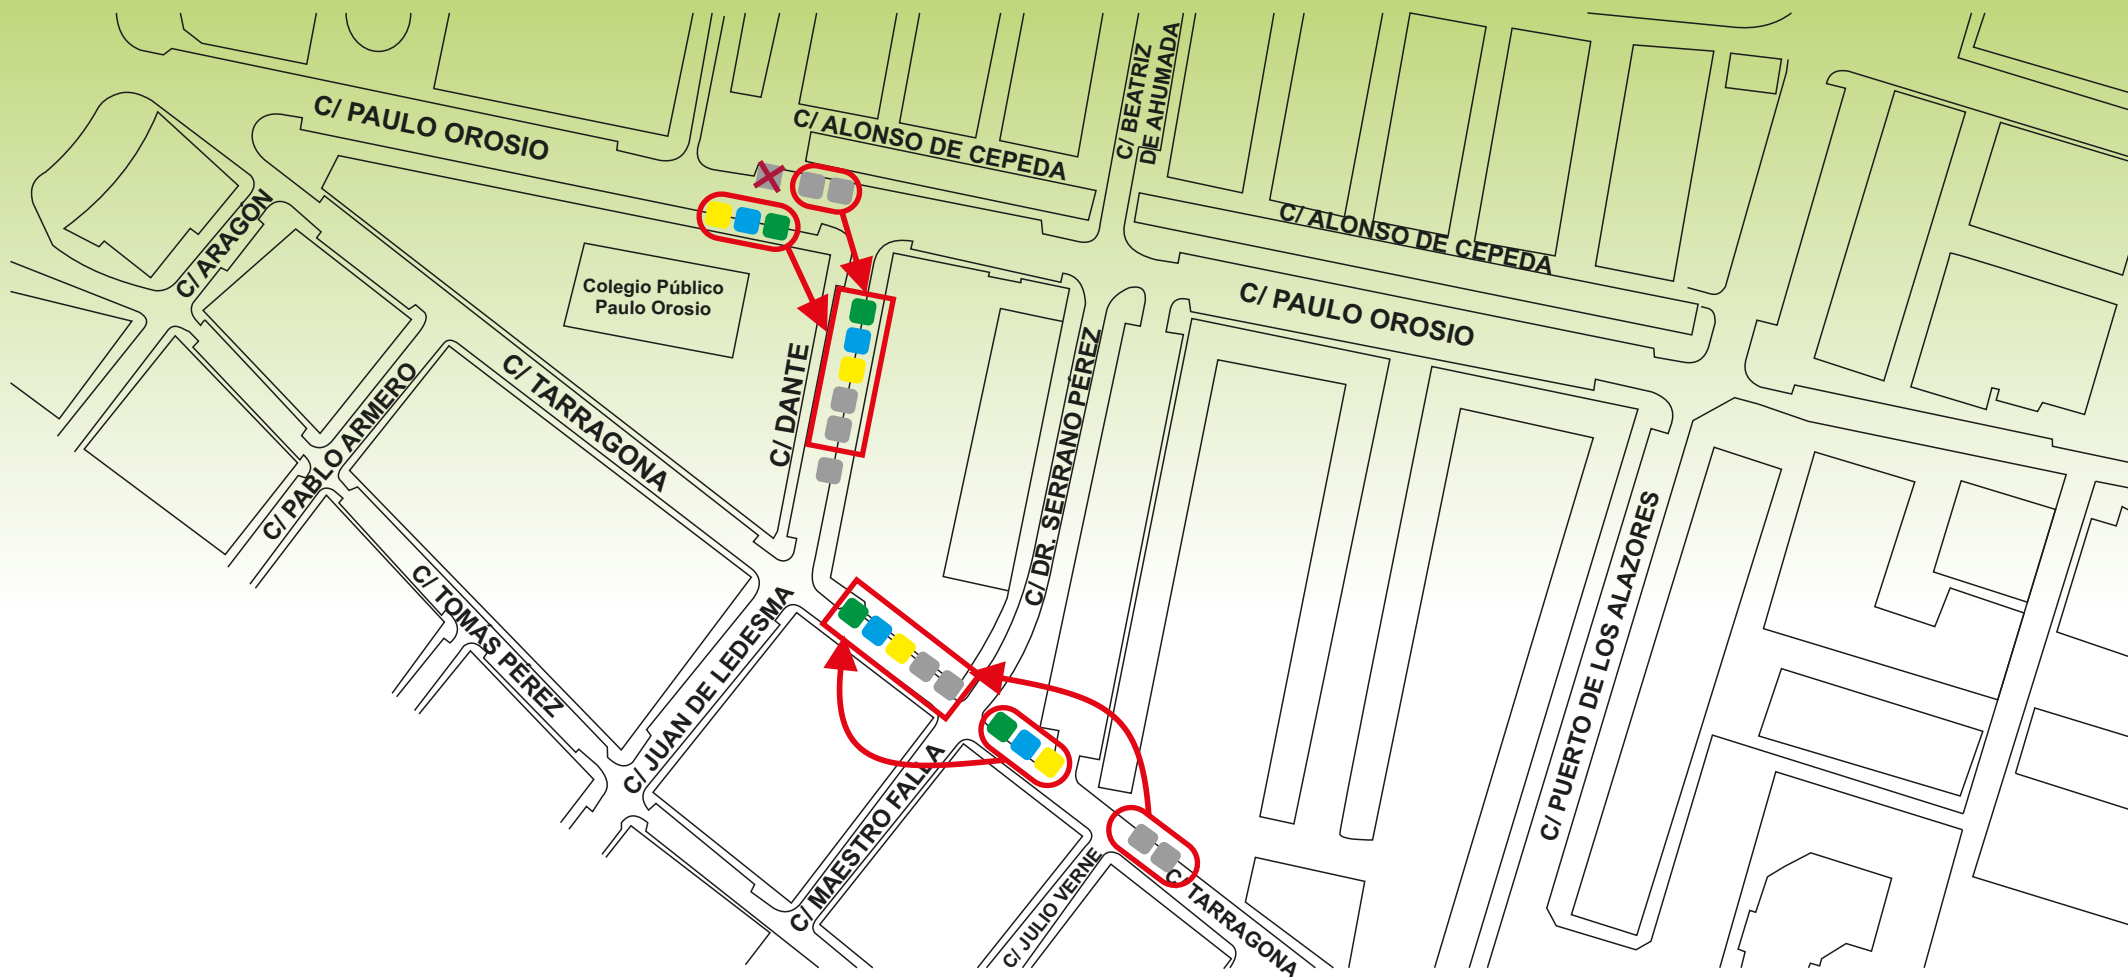 C/ PAULO OROSIO
C/ ALONSO DE CEPEDA
C/ BEATRIZ
DE AHUMADA
C/ ARAGÓN
C/ ALONSO DE CEPEDA
Colegio Público
Paulo Orosio
C/ PAULO OROSIO
C/ TARRAGONA
C/ DANTE
C/ DR. SERRANO PÉREZ
C/ PABLO ARMERO
C/ PUERTO DE LOS ALAZORES
C/ TOMÁS PÉREZ
C/ JUAN DE LEDESMA
C/ MAESTRO FALLA
C/ JULIO VERNE
C/ TARRAGONA